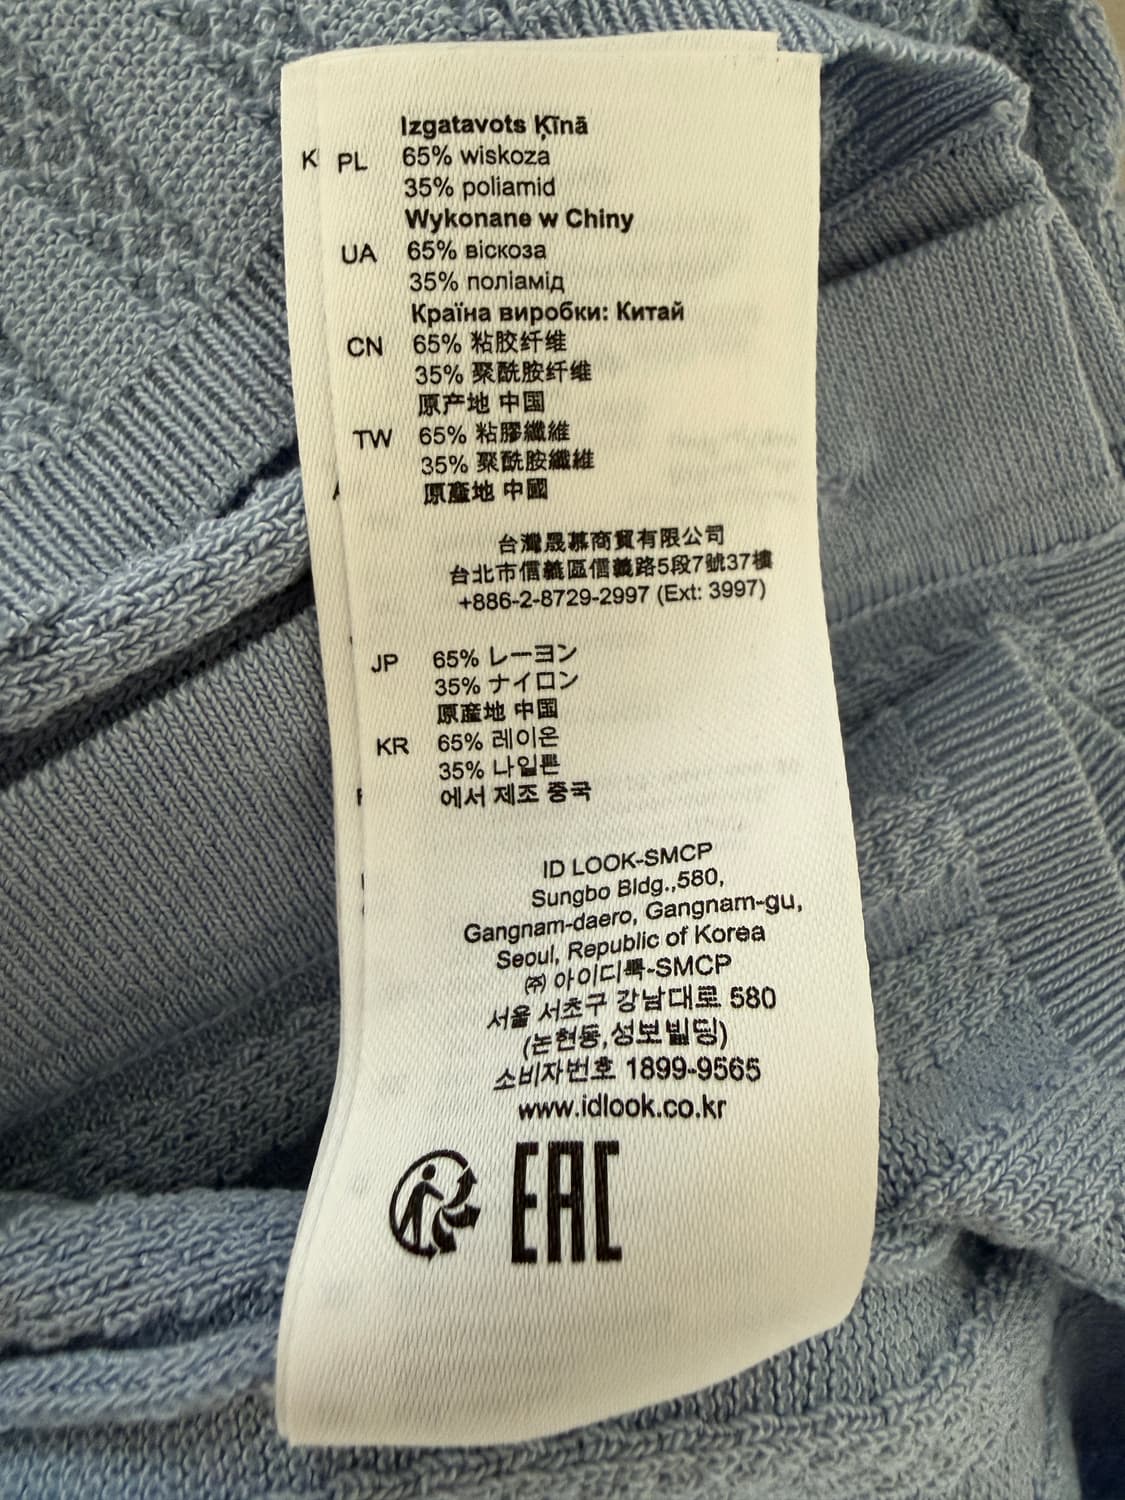 Izgatavots Ķīnā
K PL 65% wiskoza
35% poliamid
Wykonane w Chiny
UA 65% віскоза
35% поліамід
Країна виробки: Китай
CN 65% 粘胶纤维
35% 聚酰胺纤维
原产地 中国
TW 65% 粘膠纖維
35% 聚酰胺纖維
原產地 中國
台灣晟慕商貿有限公司
台北市信義區信義路5段7號37樓
+886-2-8729-2997 (Ext: 3997)
JP 65% レーヨン
35% ナイロン
原産地 中国
KR 65% 레이온
35% 나일론
에서 제조 중국
ID LOOK-SMCP
Sungbo Bldg.,580,
Gangnam-daero, Gangnam-gu,
Seoul, Republic of Korea
㈜ 아이디룩-SMCP
서울 서초구 강남대로 580
(논현동,성보빌딩)
소비자번호 1899-9565
www.idlook.co.kr
EAC